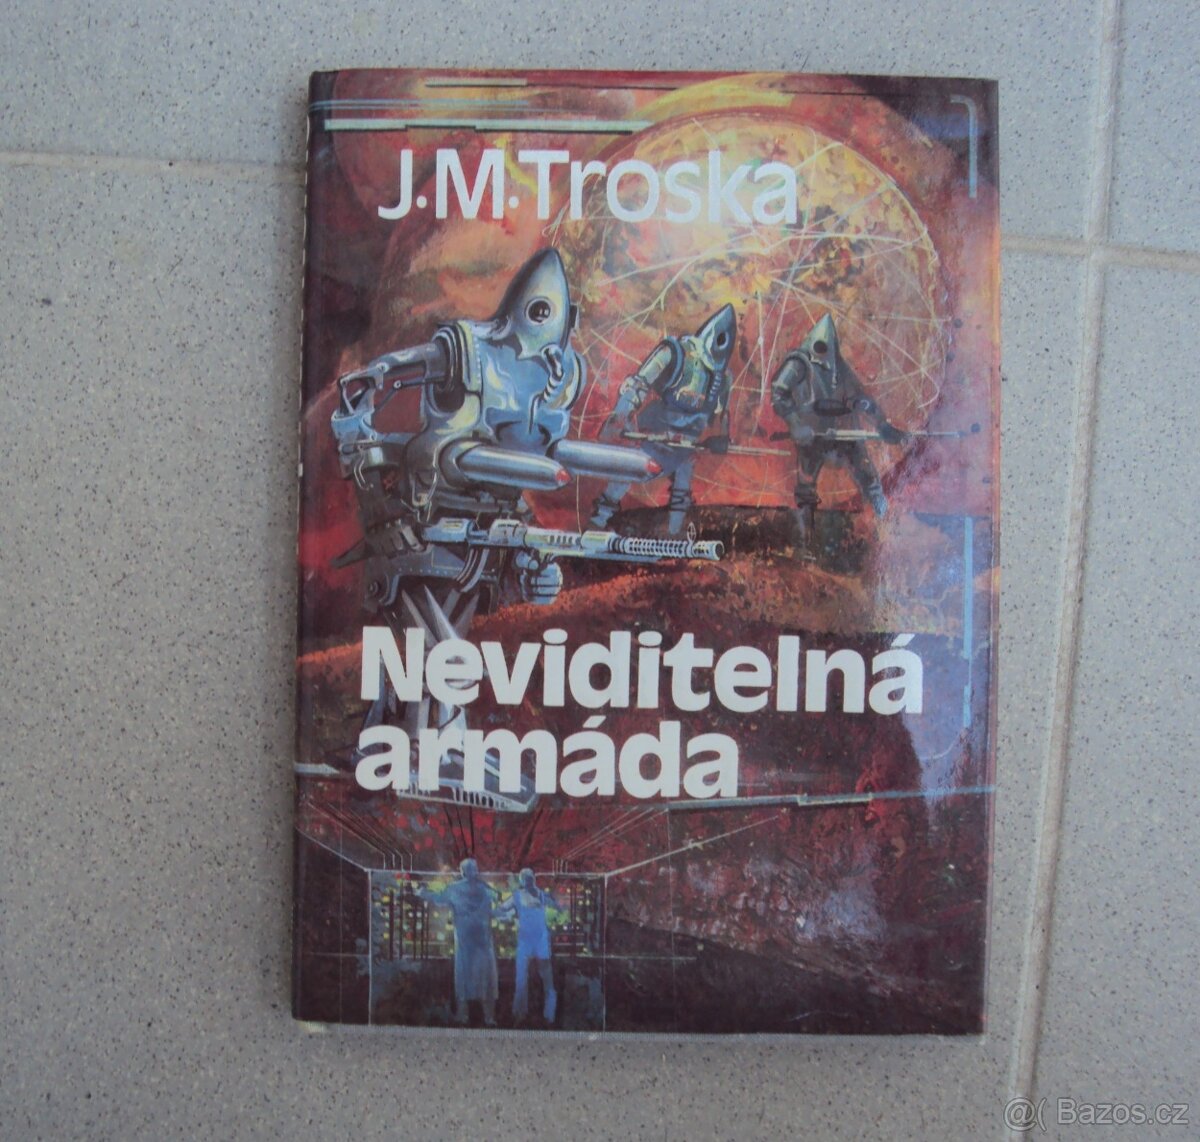 J.M.Troska
Neviditelná
armáda
@( Bazos.cz